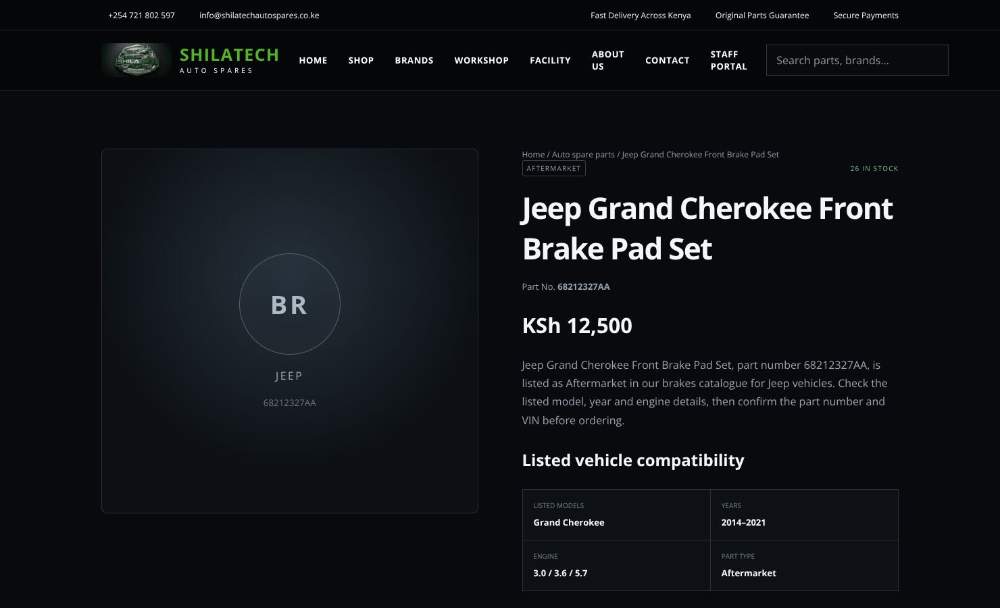 +254 721 802 597
info@shilatechautospares.co.ke
Fast Delivery Across Kenya
Original Parts Guarantee
Secure Payments
SHILATECH
AUTO SPARES
HOME
SHOP
BRANDS
WORKSHOP
FACILITY
ABOUT
US
CONTACT
STAFF
PORTAL
Search parts, brands...
BR
JEEP
68212327AA
Home / Auto spare parts / Jeep Grand Cherokee Front Brake Pad Set
AFTERMARKET
26 IN STOCK
Jeep Grand Cherokee Front
Brake Pad Set
Part No. 68212327AA
KSh 12,500
Jeep Grand Cherokee Front Brake Pad Set, part number 68212327AA, is
listed as Aftermarket in our brakes catalogue for Jeep vehicles. Check the
listed model, year and engine details, then confirm the part number and
VIN before ordering.
Listed vehicle compatibility
LISTED MODELS
Grand Cherokee
YEARS
2014–2021
ENGINE
3.0 / 3.6 / 5.7
PART TYPE
Aftermarket